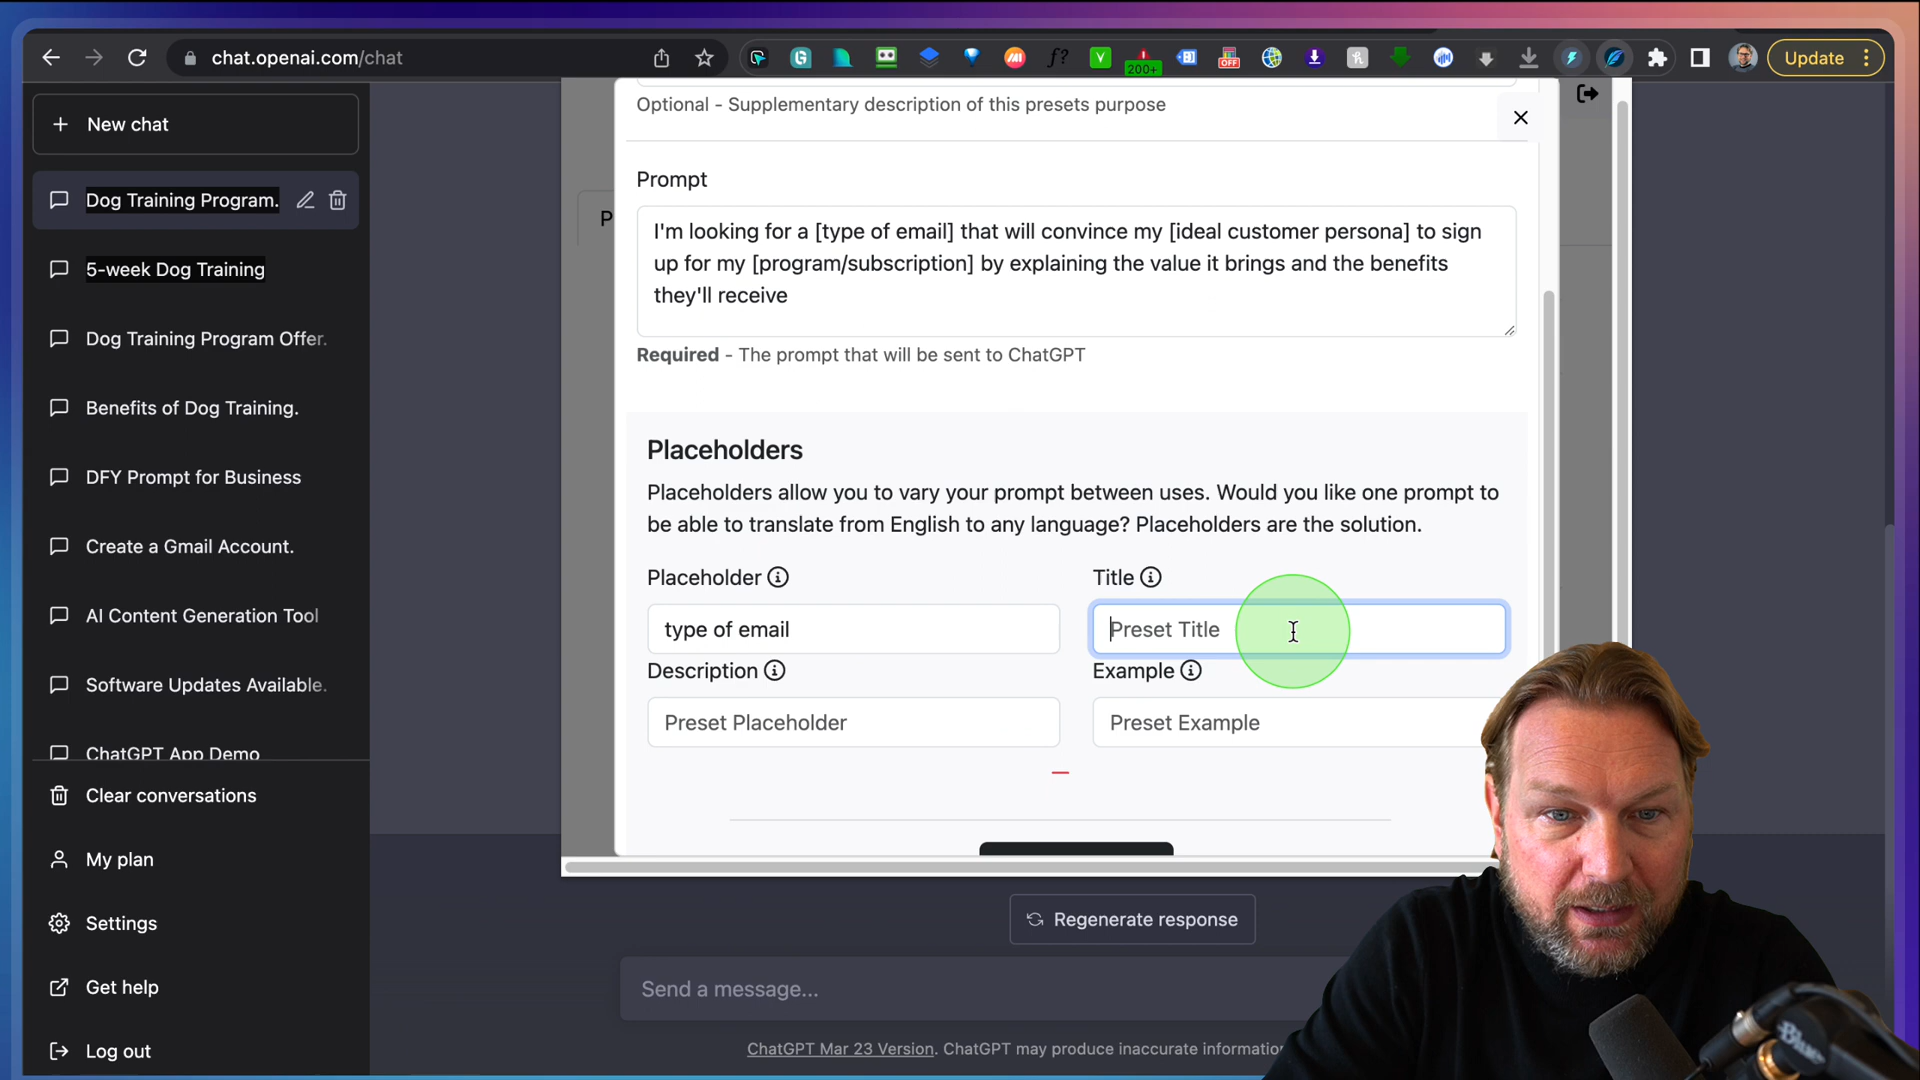 chat.openai.com/chat
200+
OFF
Update
New chat
Dog Training Program.
5-week Dog Training
Dog Training Program Offer.
Benefits of Dog Training.
DFY Prompt for Business
Create a Gmail Account.
AI Content Generation Tool
Software Updates Available.
ChatGPT App Demo
Clear conversations
My plan
Settings
Get help
Log out
Optional - Supplementary description of this presets purpose
P
Prompt
I'm looking for a [type of email] that will convince my [ideal customer persona] to sign
up for my [program/subscription] by explaining the value it brings and the benefits
they'll receive
Required - The prompt that will be sent to ChatGPT
Placeholders
Placeholders allow you to vary your prompt between uses. Would you like one prompt to
be able to translate from English to any language? Placeholders are the solution.
Placeholder
Title
type of email
Preset Title
Description
Example
Preset Placeholder
Preset Example
Regenerate response
Send a message...
ChatGPT Mar 23 Version. ChatGPT may produce inaccurate informatio
Blue